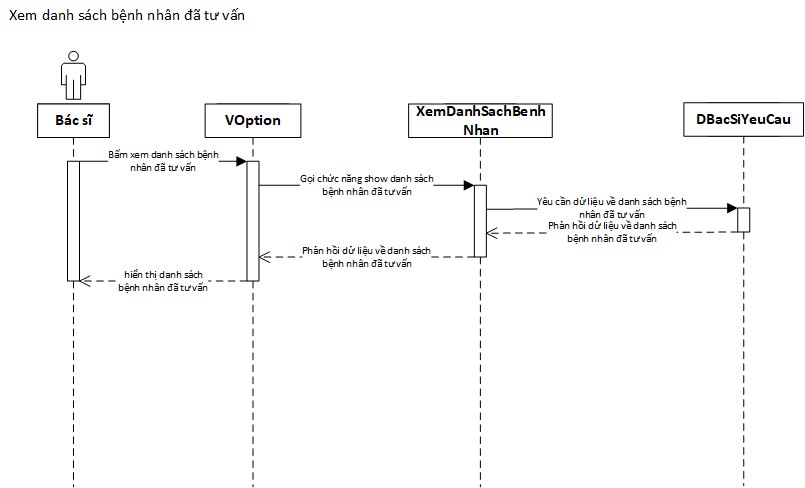 Xem danh sách bệnh nhân đã tư vấn
Bác sĩ
VOption
XemDanhSachBenh
Nhan
DBacSiYeuCau
Bấm xem danh sách bệnh
nhân đã tư vấn
Gọi chức năng show danh sách
bệnh nhân đã tư vấn
Yêu cần dữ liệu về danh sách bệnh
nhân đã tư vấn
Phản hồi dữ liệu về danh sách
bệnh nhân đã tư vấn
Phản hồi dữ liệu về danh sách
bệnh nhân đã tư vấn
hiển thị danh sách
bệnh nhân đã tư vấn